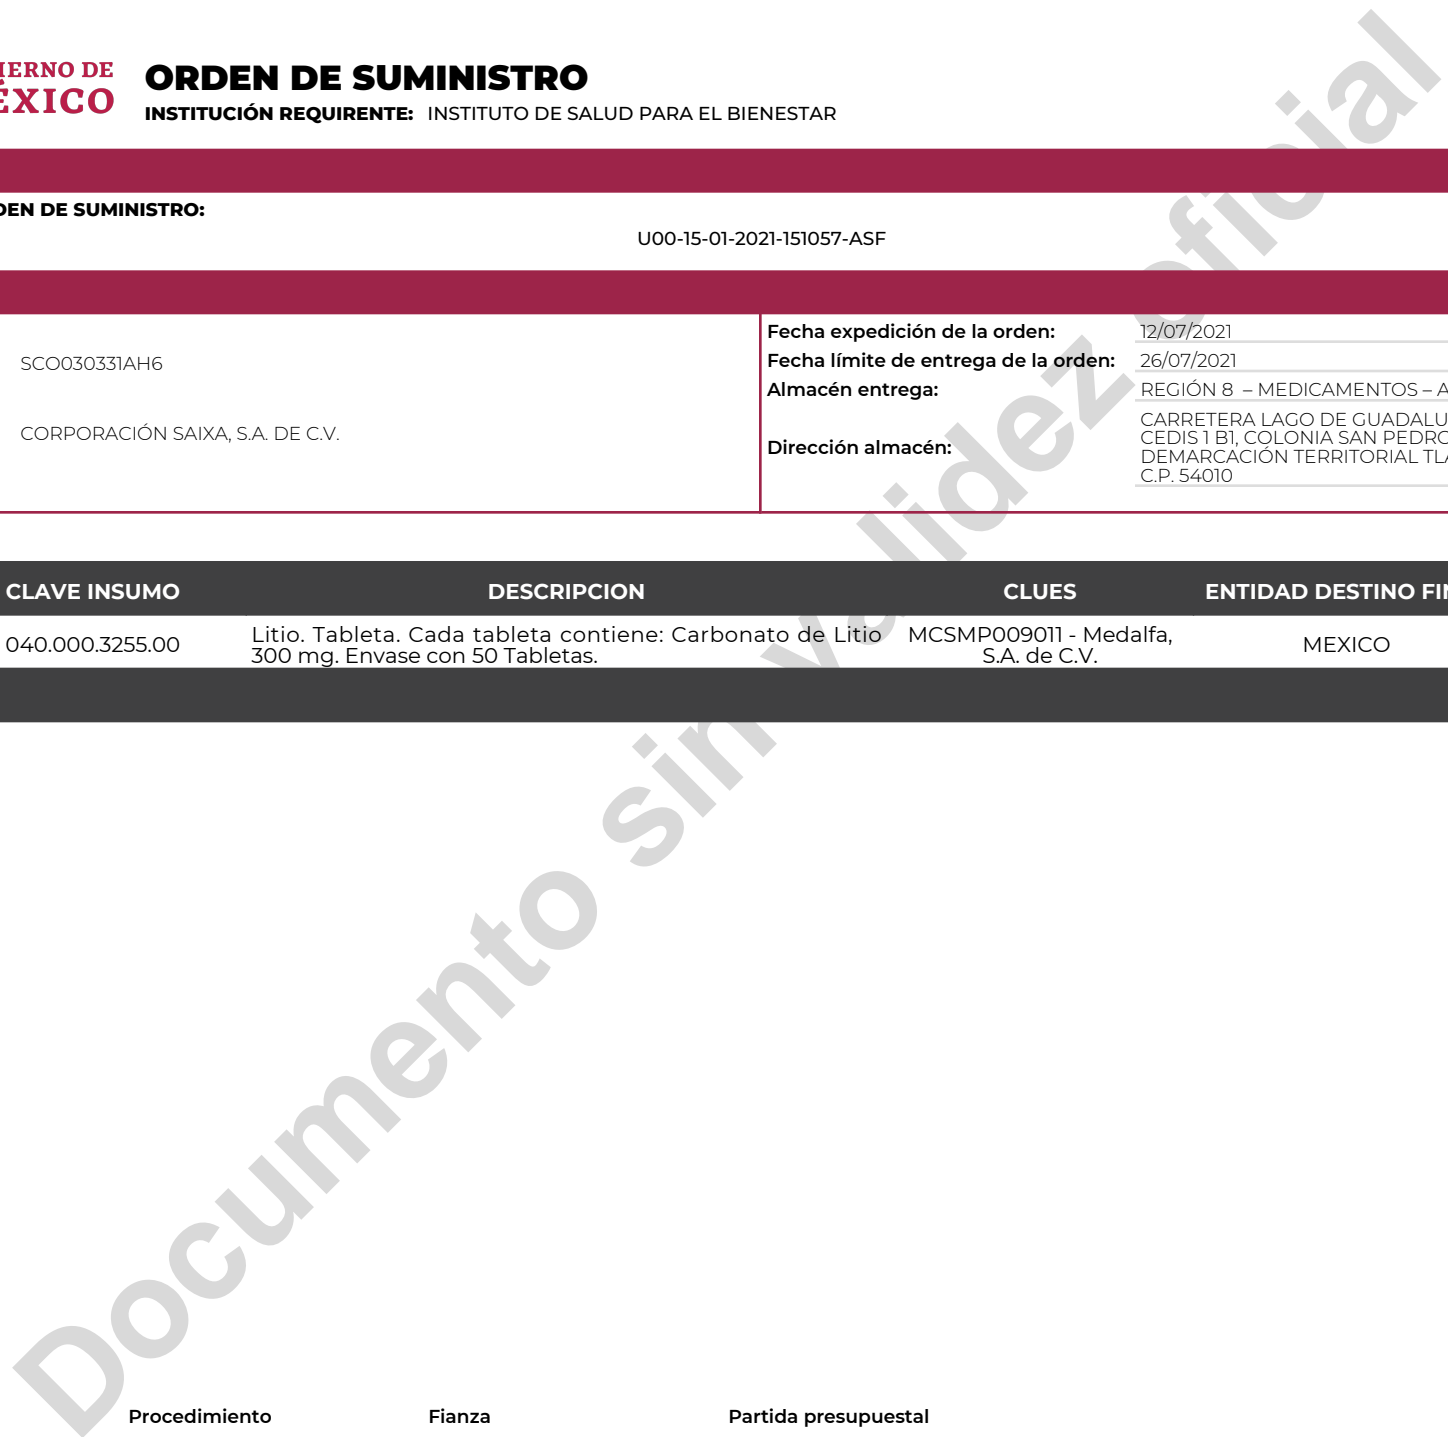 IERNO DE
ÉXICO
ORDEN DE SUMINISTRO
INSTITUCIÓN REQUIRENTE: INSTITUTO DE SALUD PARA EL BIENESTAR
DEN DE SUMINISTRO:
U00-15-01-2021-151057-ASF
SCO030331AH6
CORPORACIÓN SAIXA, S.A. DE C.V.
Fecha expedición de la orden: 12/07/2021
Fecha límite de entrega de la orden: 26/07/2021
Almacén entrega: REGIÓN 8 – MEDICAMENTOS – A
Dirección almacén:
CARRETERA LAGO DE GUADALU
CEDIS 1 B1, COLONIA SAN PEDRO
DEMARCACIÓN TERRITORIAL TLA
C.P. 54010
CLAVE INSUMO DESCRIPCION CLUES ENTIDAD DESTINO FIN
040.000.3255.00
Litio. Tableta. Cada tableta contiene: Carbonato de Litio
300 mg. Envase con 50 Tabletas.
MCSMP009011 - Medalfa,
S.A. de C.V.
MEXICO
Documento sin validez oficial
Procedimiento Fianza Partida presupuestal